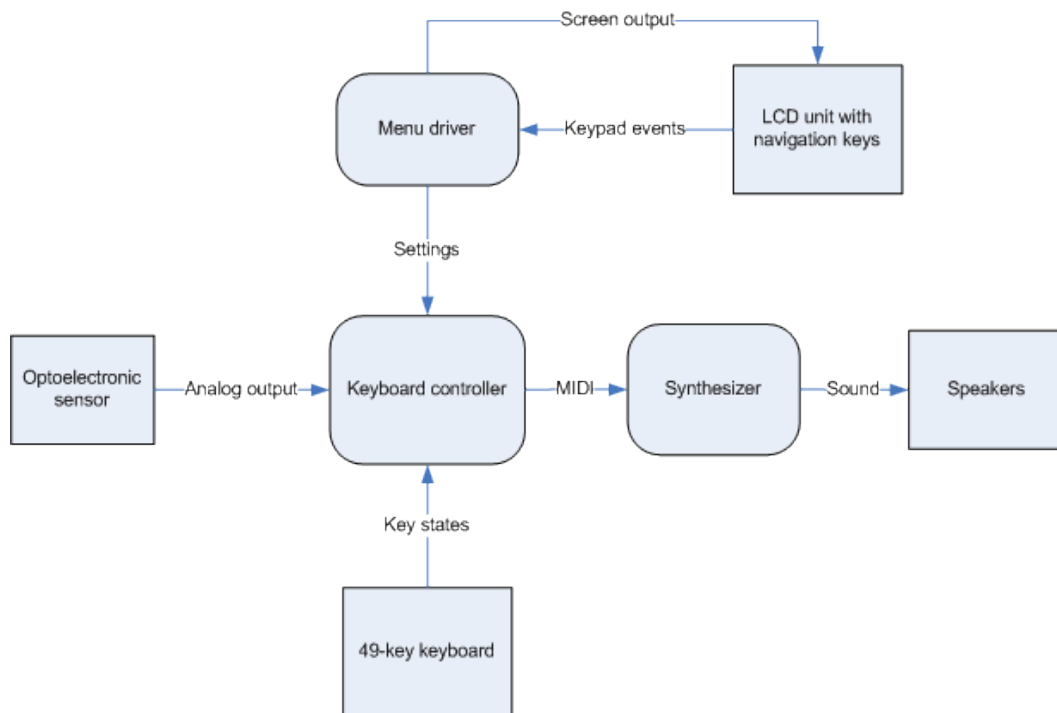 Screen output
Menu driver
Keypad events
LCD unit with
navigation keys
Settings
Optoelectronic
sensor
Analog output
Keyboard controller
MIDI
Synthesizer
Sound
Speakers
Key states
49-key keyboard